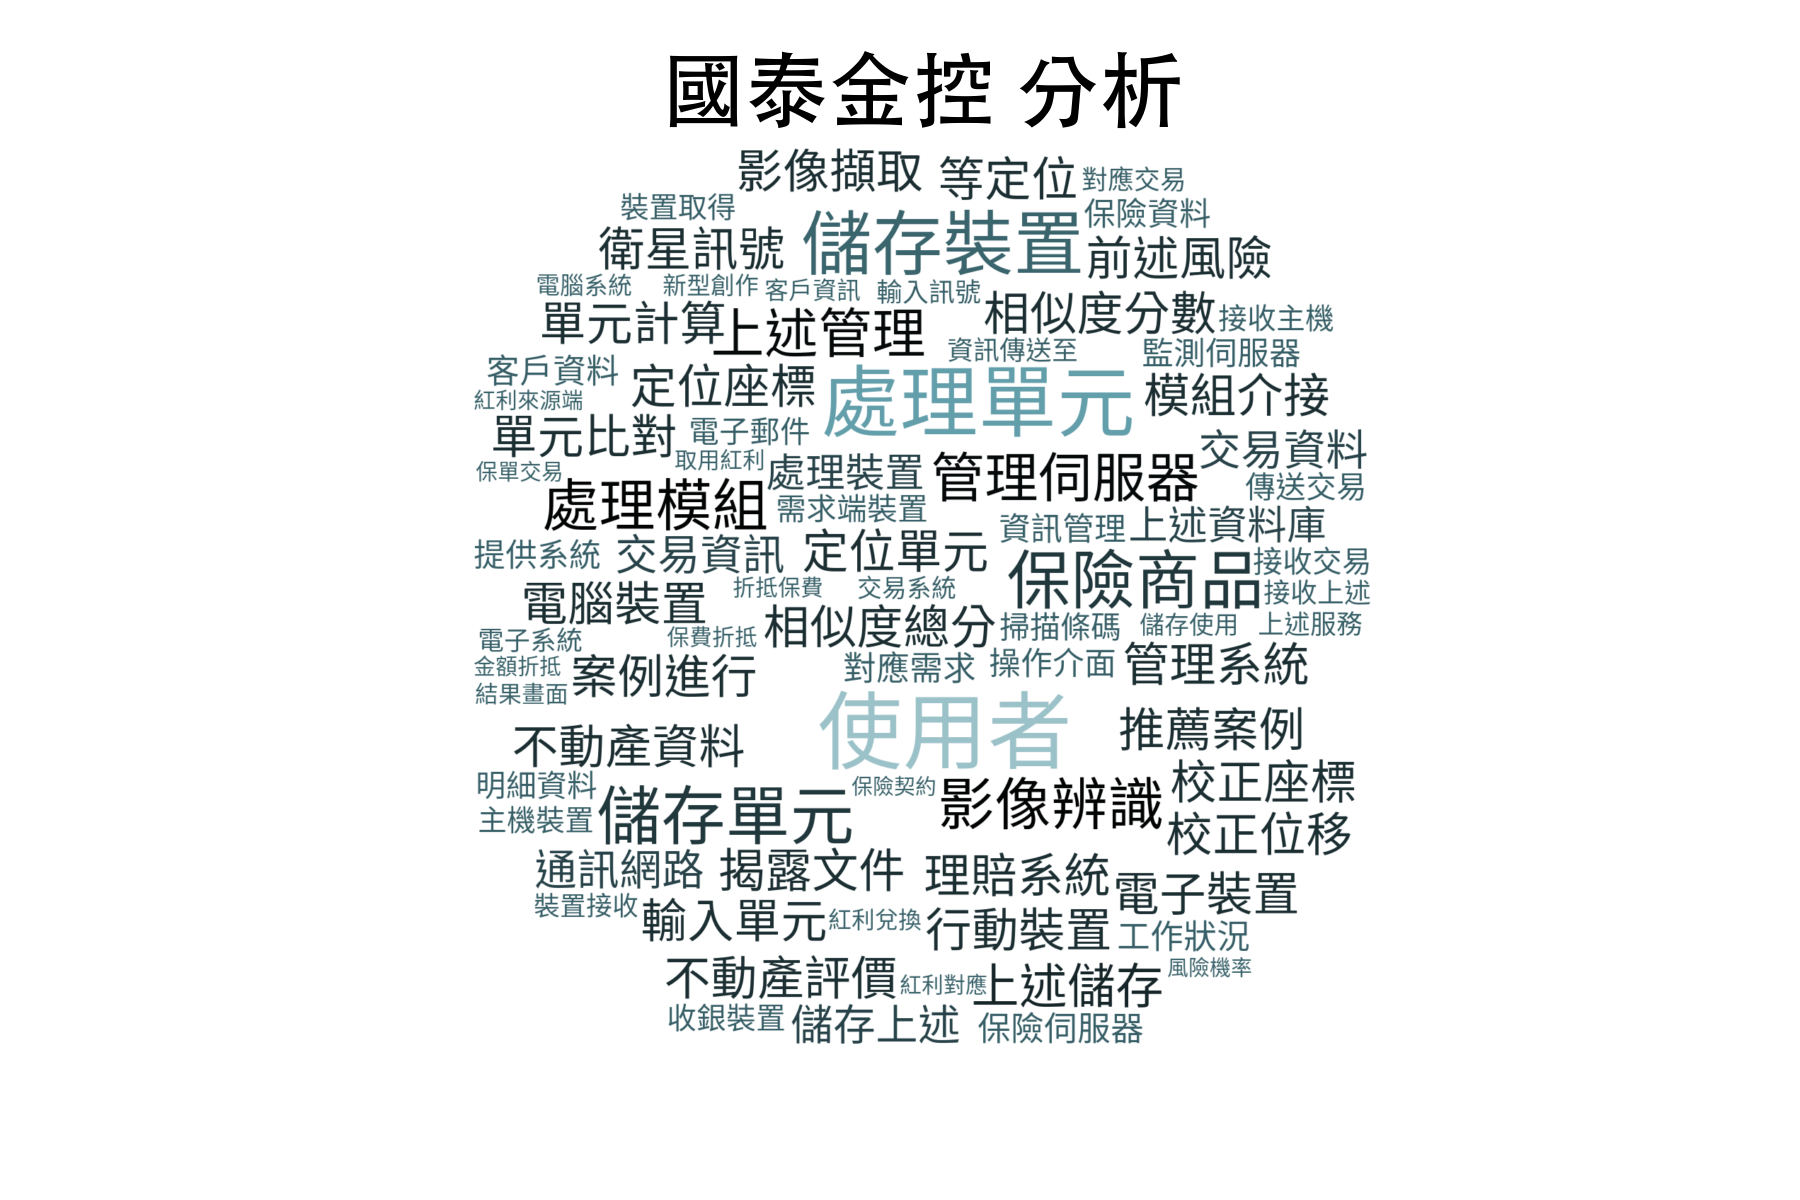 國泰金控 分析
影像擷取 等定位 對應交易
裝置取得 儲存裝置 保險資料
衛星訊號 前述風險
電腦系統 新型創作 客戶資訊 輸入訊號
單元計算 上述管理 相似度分數 接收主機
資訊傳送至 監測伺服器
客戶資料 定位座標 處理單元 模組介接
紅利來源端
單元比對 電子郵件 交易資料
保單交易 取用紅利 處理裝置 管理伺服器 傳送交易
處理模組 需求端裝置 資訊管理 上述資料庫
提供系統 交易資訊 定位單元 接收交易
電腦裝置 折抵保費 交易系統 保險商品 接收上述
電子系統 保費折抵 相似度總分 掃描條碼 儲存使用 上述服務
金額折抵 案例進行 對應需求 操作介面 管理系統
結果畫面
不動產資料 使用者 推薦案例
明細資料 保險契約 校正座標
主機裝置 儲存單元 影像辨識 校正位移
通訊網路 揭露文件 理賠系統 電子裝置
裝置接收 輸入單元 紅利兌換 行動裝置 工作狀況
不動產評價 紅利對應 上述儲存 風險機率
收銀裝置 儲存上述 保險伺服器